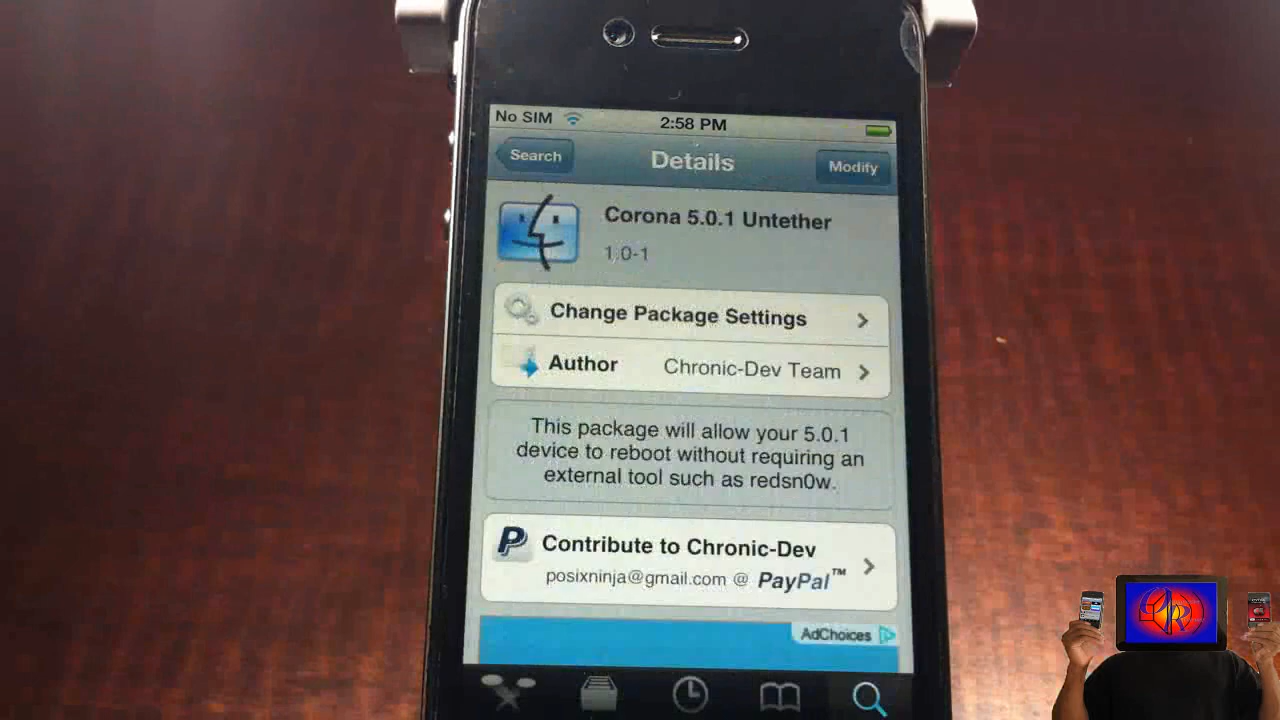 No SIM
2:58 PM
Search
Details
Modify
Corona 5.0.1 Untether
1.0-1
Change Package Settings
Author
Chronic-Dev Team
This package will allow your 5.0.1
device to reboot without requiring an
external tool such as redsn0w.
Contribute to Chronic-Dev
posixninja@gmail.com @ PayPal™
AdChoices